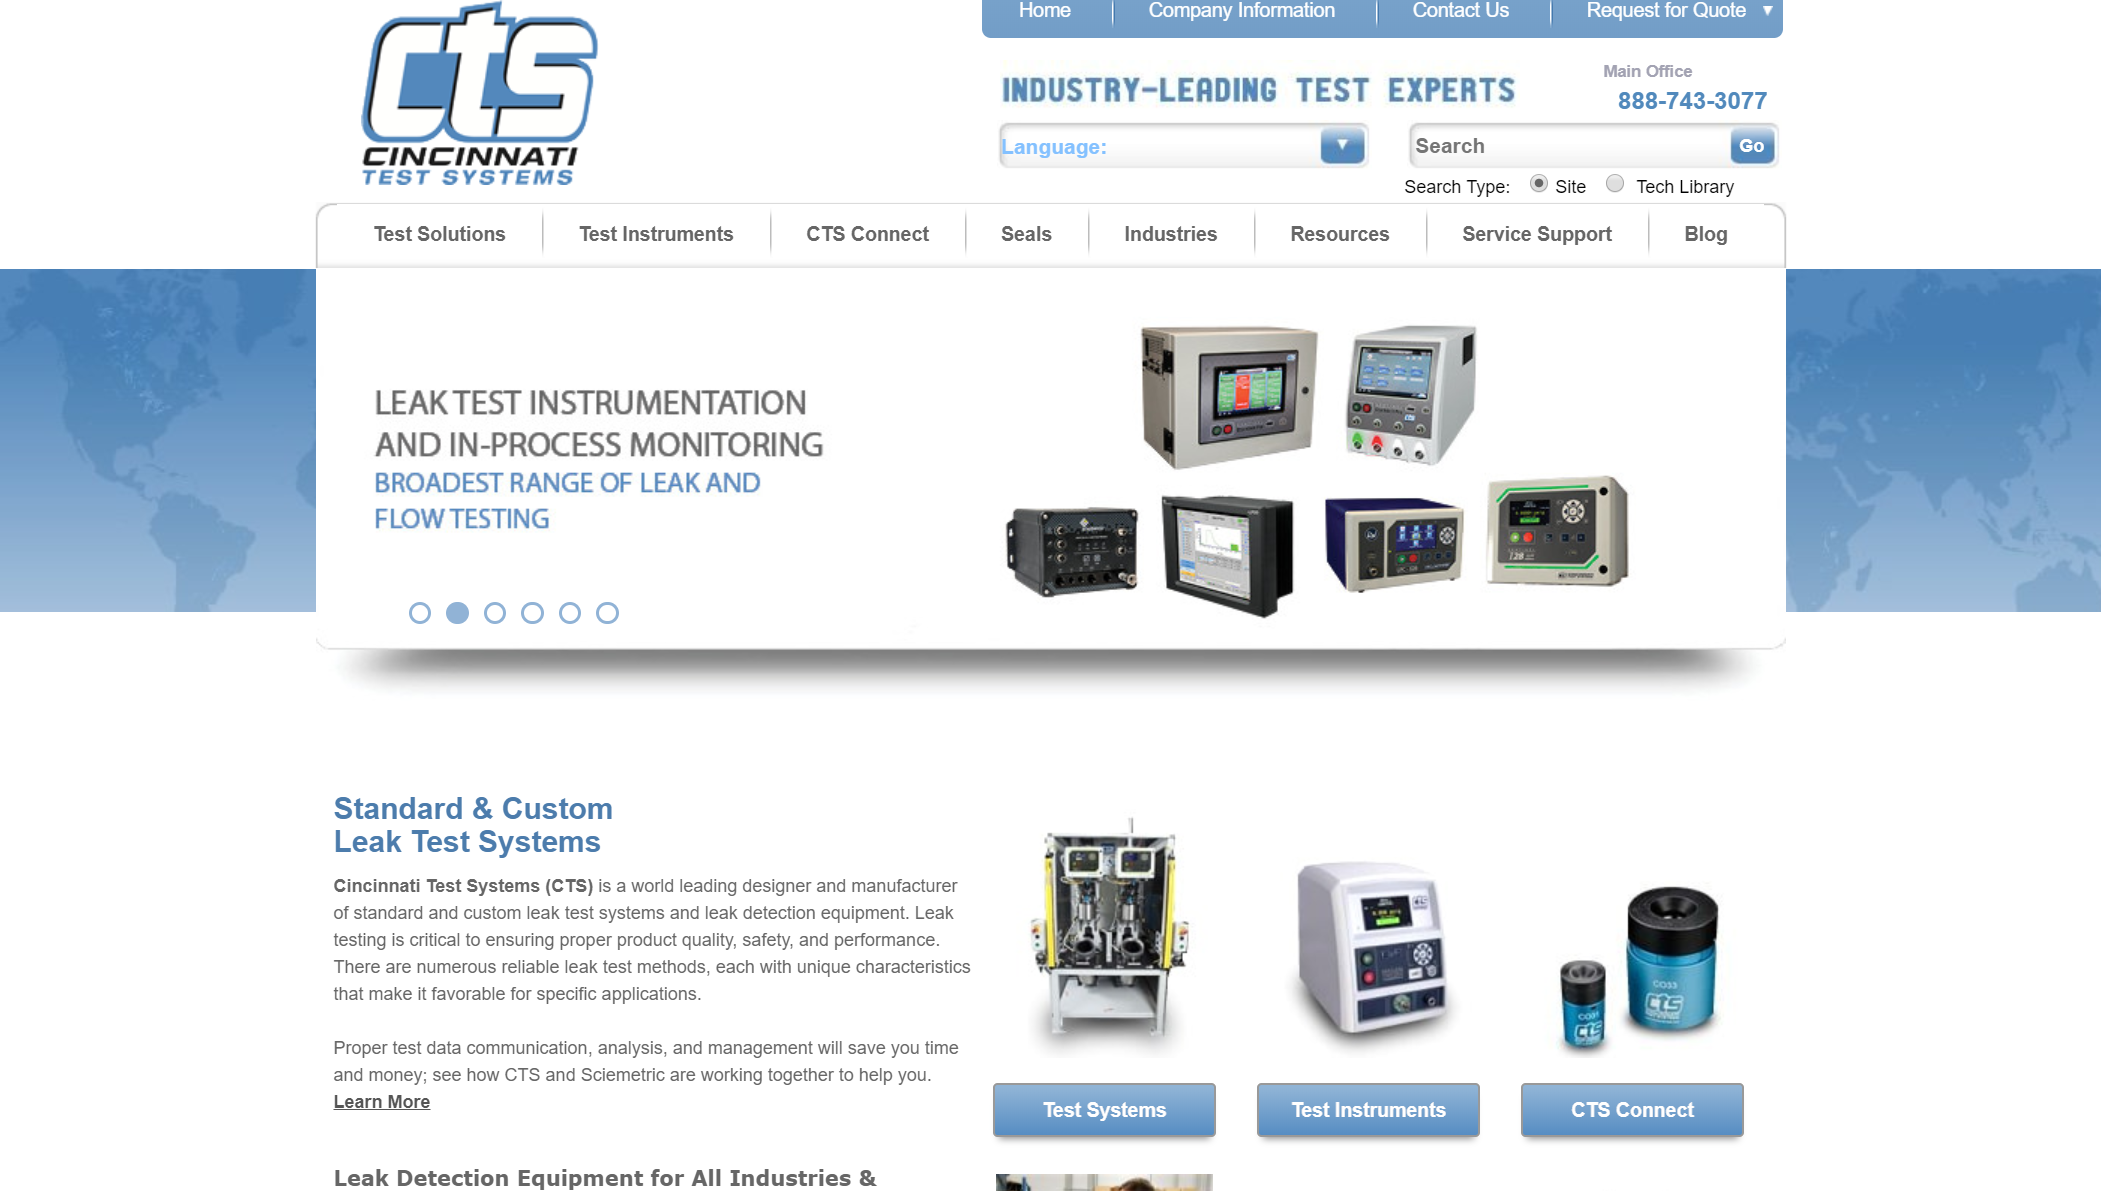 cts
CINCINNATI
TEST SYSTEMS
Home
Company Information
Contact Us
Request for Quote ▼
INDUSTRY-LEADING TEST EXPERTS
Main Office
888-743-3077
Language:
▼
Search
Go
Search Type: Site Tech Library
Test Solutions
Test Instruments
CTS Connect
Seals
Industries
Resources
Service Support
Blog
LEAK TEST INSTRUMENTATION
AND IN-PROCESS MONITORING
BROADEST RANGE OF LEAK AND
FLOW TESTING
Standard & Custom
Leak Test Systems
Cincinnati Test Systems (CTS) is a world leading designer and manufacturer
of standard and custom leak test systems and leak detection equipment. Leak
testing is critical to ensuring proper product quality, safety, and performance.
There are numerous reliable leak test methods, each with unique characteristics
that make it favorable for specific applications.
Proper test data communication, analysis, and management will save you time
and money; see how CTS and Sciemetric are working together to help you.
Learn More
Leak Detection Equipment for All Industries &
cts
CO31
cts
CO33
cts
Test Systems
Test Instruments
CTS Connect